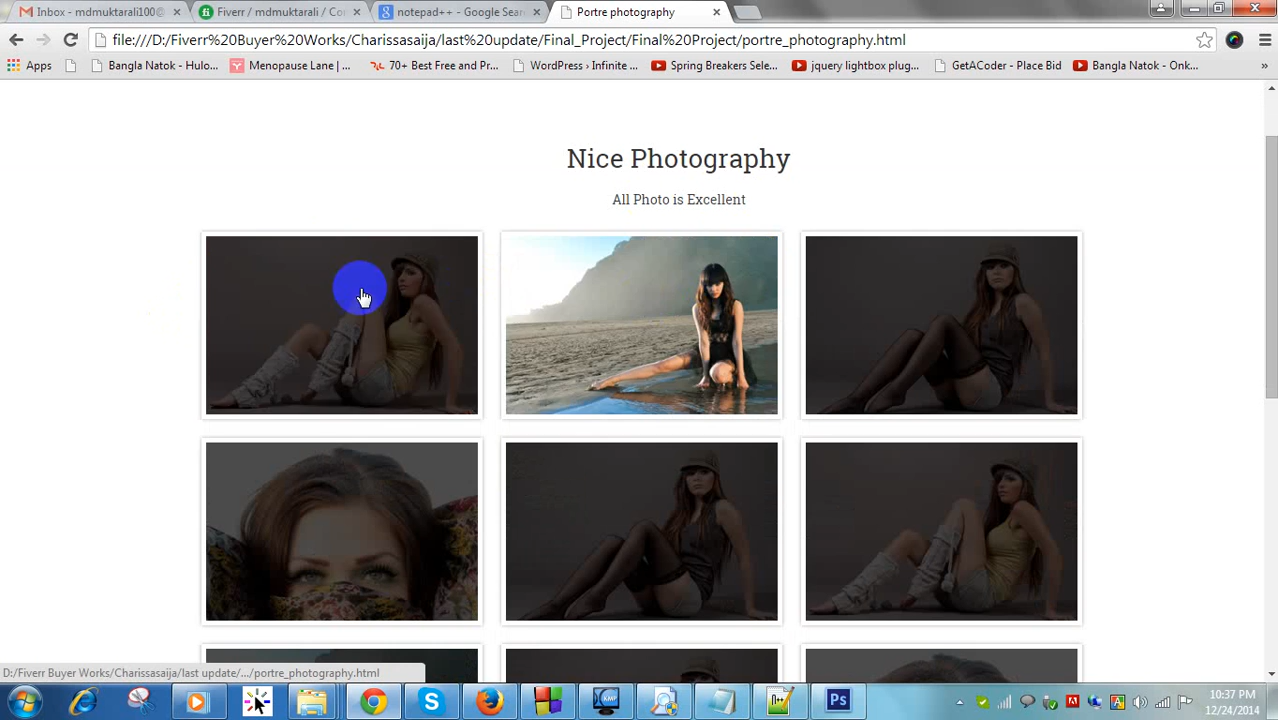 Inbox - mdmuktarali100@
Fiverr / mdmuktarali / Cor
notepad++ - Google Sear
Portre photography
file:///D:/Fiverr%20Buyer%20Works/Charissasaija/last%20update/Final_Project/Final%20Project/portre_photography.html
Apps
Bangla Natok - Hulo...
Menopause Lane | ...
70+ Best Free and Pr...
WordPress › Infinite ...
Spring Breakers Sele...
jquery lightbox plug...
GetACoder - Place Bid
Bangla Natok - Onk...
»
Nice Photography
All Photo is Excellent
D:/Fiverr Buyer Works/Charissasaija/last update/.../portre_photography.html
10:37 PM
12/24/2014